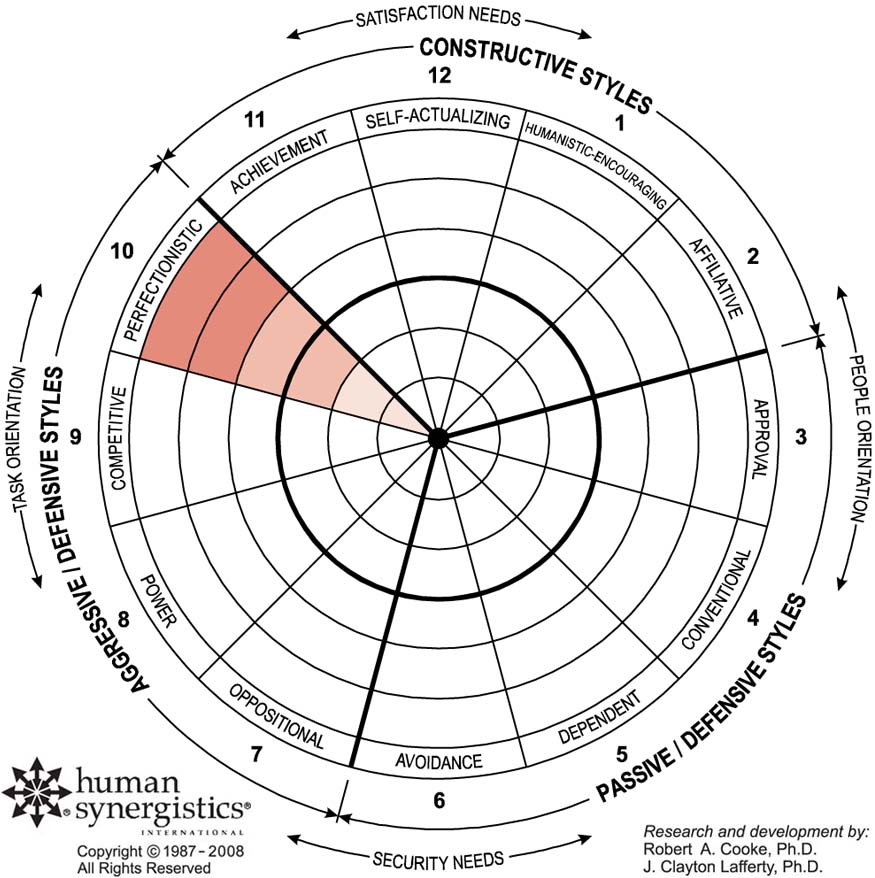 SATISFACTION NEEDS
CONSTRUCTIVE STYLES
12
11
1
SELF-ACTUALIZING
ACHIEVEMENT
HUMANISTIC-ENCOURAGING
10
2
PERFECTIONISTIC
AFFILIATIVE
TASK ORIENTATION
PEOPLE ORIENTATION
AGGRESSIVE / DEFENSIVE STYLES
9
COMPETITIVE
APPROVAL
3
8
POWER
CONVENTIONAL
4
PASSIVE / DEFENSIVE STYLES
OPPOSITIONAL
DEPENDENT
7
AVOIDANCE
5
6
SECURITY NEEDS
human
synergistics®
INTERNATIONAL
Copyright © 1987 – 2008
All Rights Reserved
Research and development by:
Robert A. Cooke, Ph.D.
J. Clayton Lafferty, Ph.D.